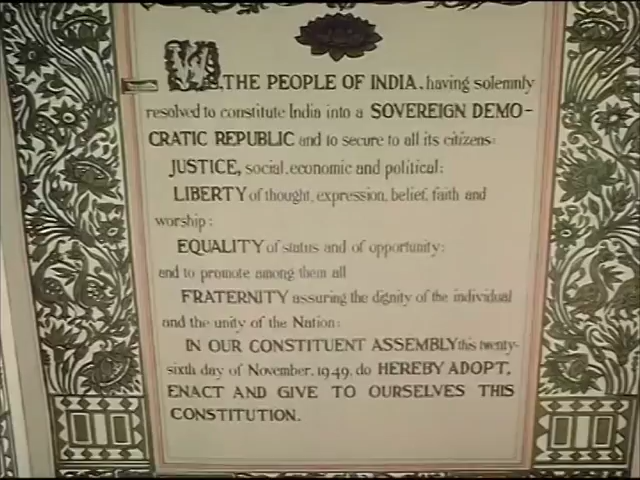 WE, THE PEOPLE OF INDIA, having solemnly
resolved to constitute India into a SOVEREIGN DEMO-
CRATIC REPUBLIC and to secure to all its citizens:
JUSTICE, social, economic and political;
LIBERTY of thought, expression, belief, faith and
worship;
EQUALITY of status and of opportunity;
and to promote among them all
FRATERNITY assuring the dignity of the individual
and the unity of the Nation;
IN OUR CONSTITUENT ASSEMBLY this twenty-
sixth day of November, 1949, do HEREBY ADOPT,
ENACT AND GIVE TO OURSELVES THIS
CONSTITUTION.